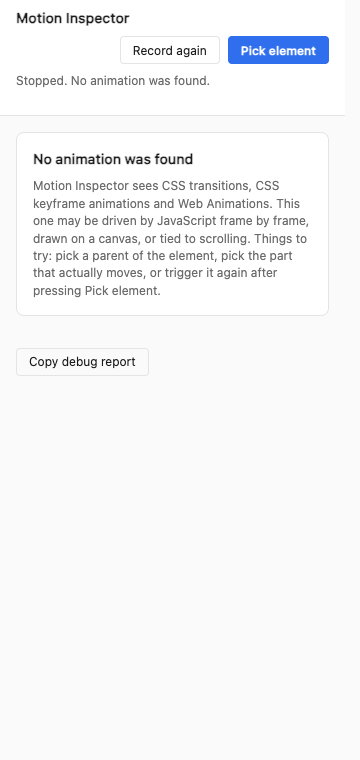 Motion Inspector
Record again
Pick element
Stopped. No animation was found.
No animation was found
Motion Inspector sees CSS transitions, CSS
keyframe animations and Web Animations. This
one may be driven by JavaScript frame by frame,
drawn on a canvas, or tied to scrolling. Things to
try: pick a parent of the element, pick the part
that actually moves, or trigger it again after
pressing Pick element.
Copy debug report